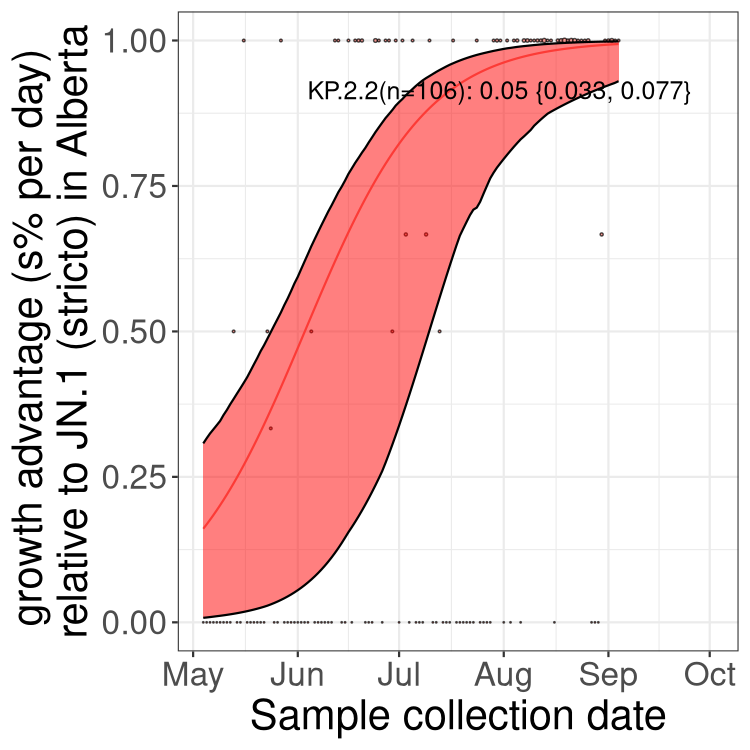 growth advantage (s% per day)
relative to JN.1 (stricto) in Alberta
1.00
0.75
0.50
0.25
0.00
KP.2.2(n=106): 0.05 {0.033, 0.077}
May Jun Jul Aug Sep Oct
Sample collection date